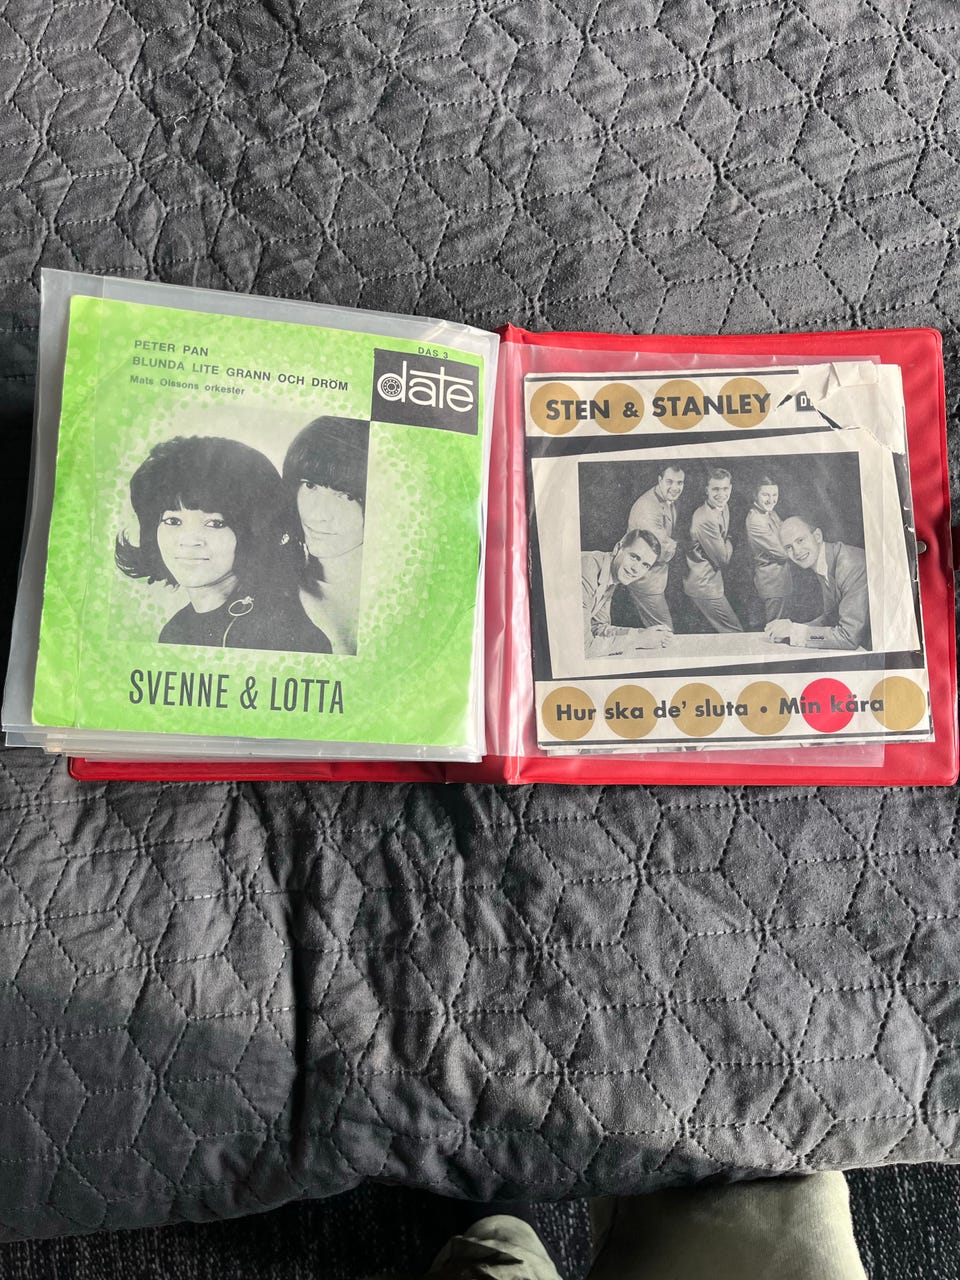 PETER PAN
BLUNDA LITE GRANN OCH DRÖM
Mats Olssons orkester
DAS 3
date
SVENNE & LOTTA
STEN & STANLEY
Hur ska de' sluta • Min kära